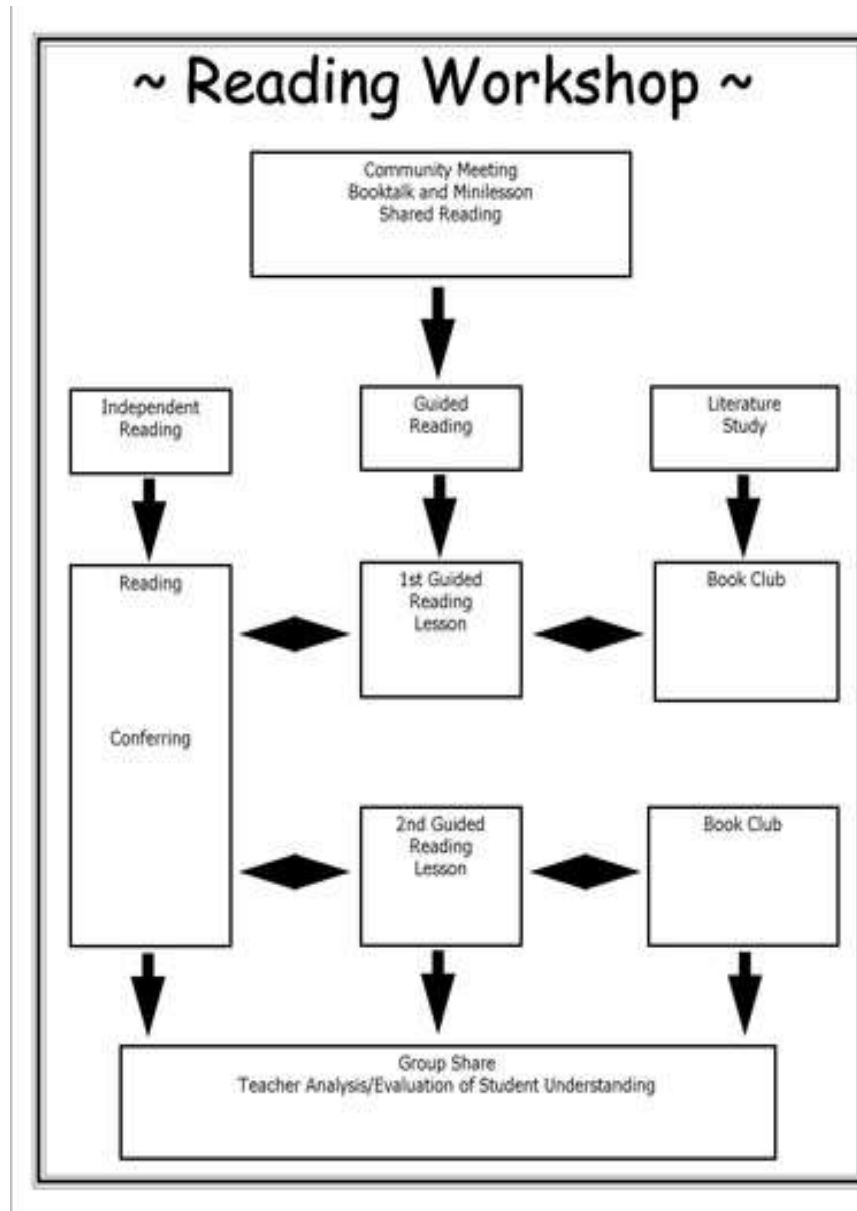 ~ Reading Workshop ~
Community Meeting
Booktalk and Minilesson
Shared Reading
Independent
Reading
Guided
Reading
Literature
Study
Reading
Conferring
1st Guided
Reading
Lesson
Book Club
2nd Guided
Reading
Lesson
Book Club
Group Share
Teacher Analysis/Evaluation of Student Understanding